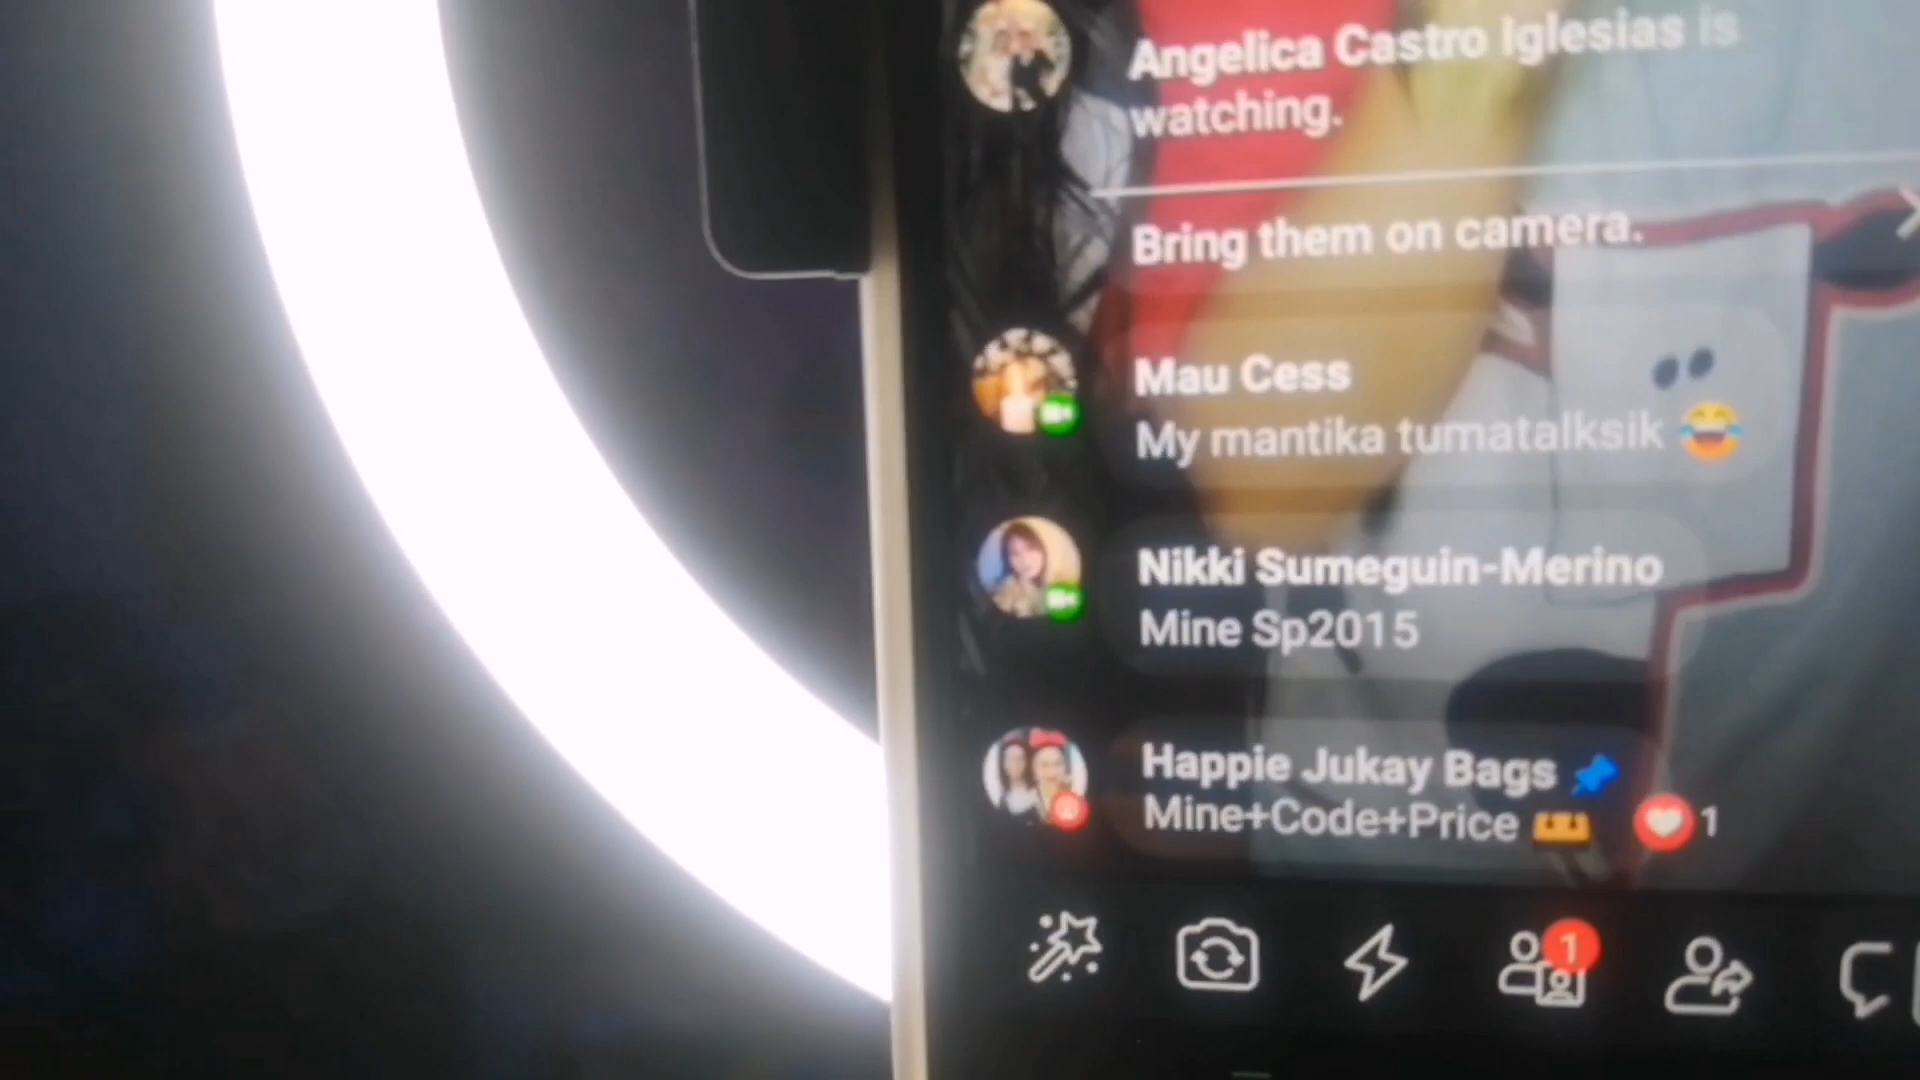 Angelica Castro Iglesias is
watching.
Bring them on camera.
Mau Cess
My mantika tumatalksik 😂
Nikki Sumeguin-Merino
Mine Sp2015
Happie Jukay Bags 📌
Mine+Code+Price 👝 1
1